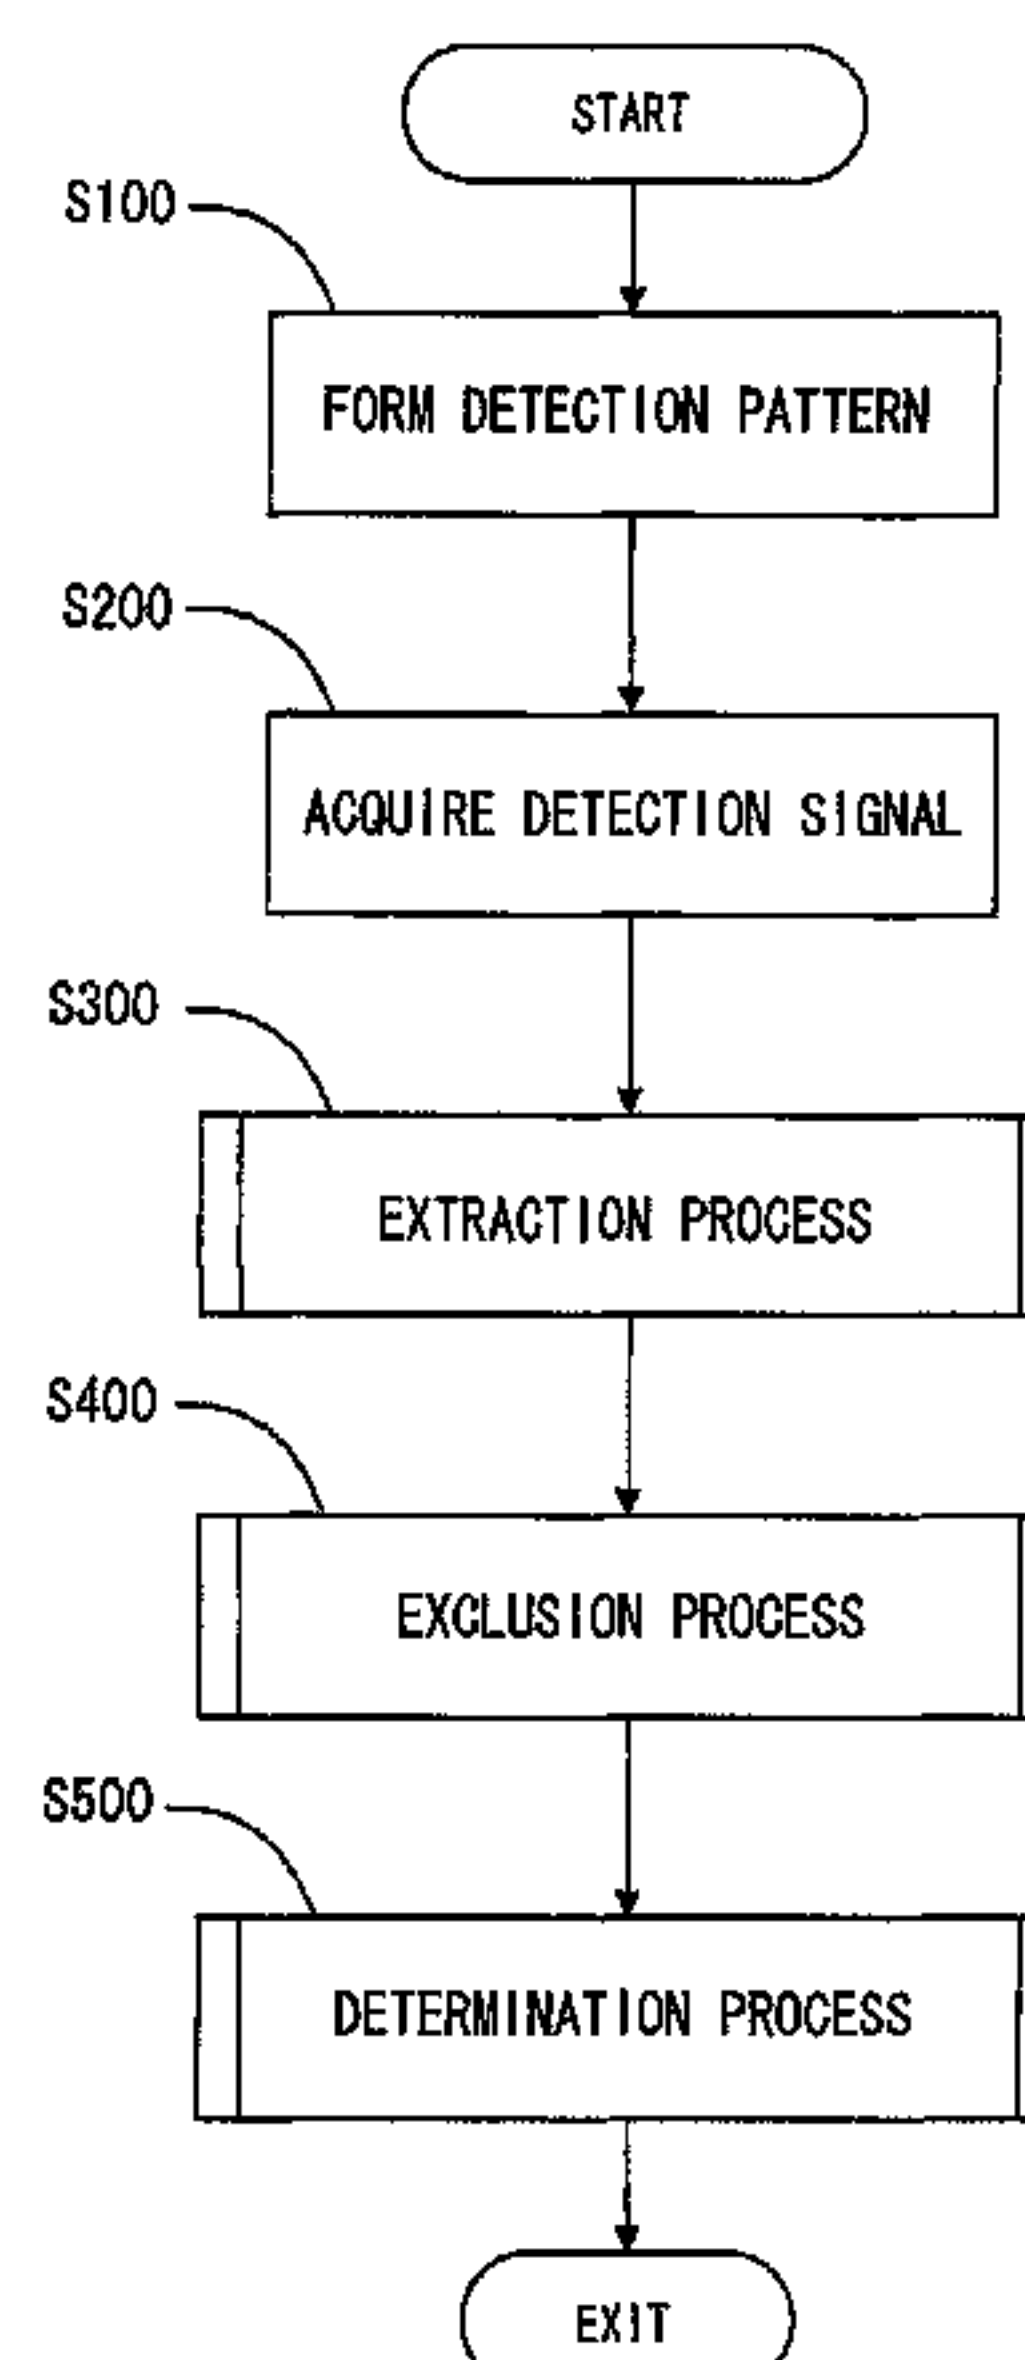 START
S100
FORM DETECTION PATTERN
S200
ACQUIRE DETECTION SIGNAL
S300
EXTRACTION PROCESS
S400
EXCLUSION PROCESS
S500
DETERMINATION PROCESS
EXIT